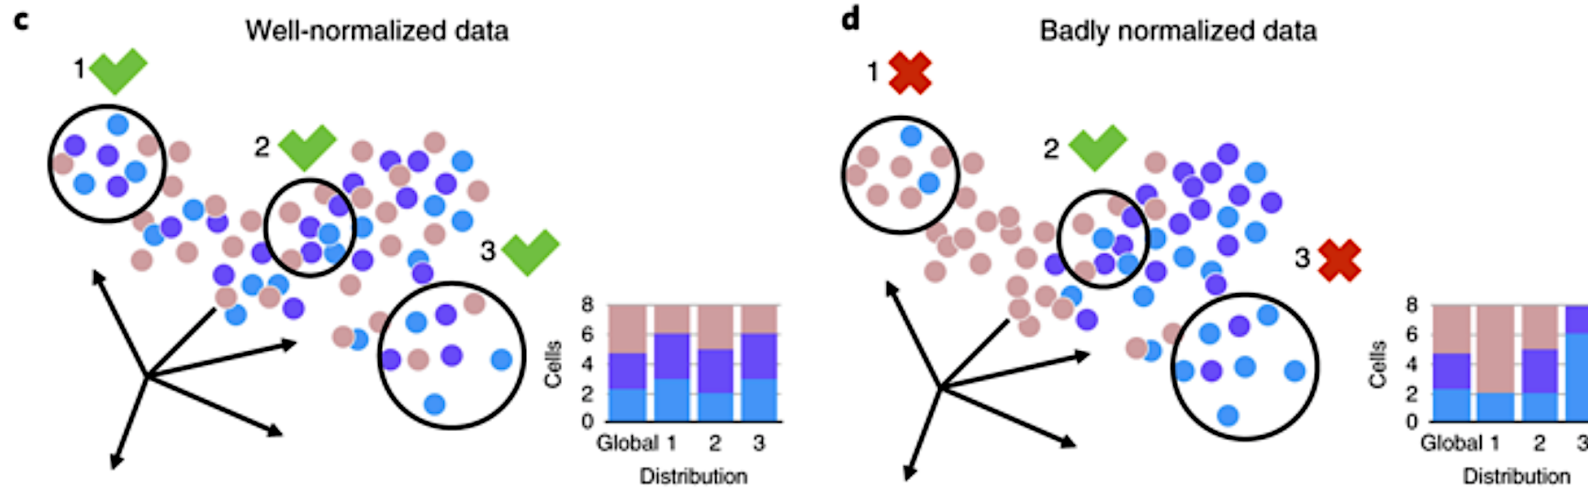 c
Well-normalized data
1
2
3
8
6
4
2
0
Cells
Global 1 2 3
Distribution
d
Badly normalized data
1
2
3
8
6
4
2
0
Cells
Global 1 2 3
Distribution